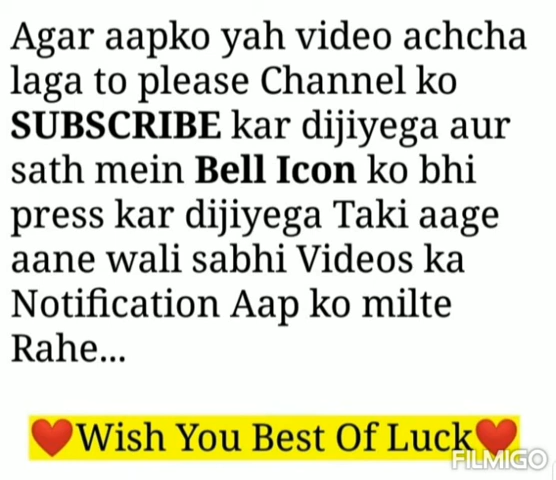 Agar aapko yah video achcha
laga to please Channel ko
SUBSCRIBE kar dijiyega aur
sath mein Bell Icon ko bhi
press kar dijiyega Taki aage
aane wali sabhi Videos ka
Notification Aap ko milte
Rahe...
❤️Wish You Best Of Luck❤️
FILMIGO